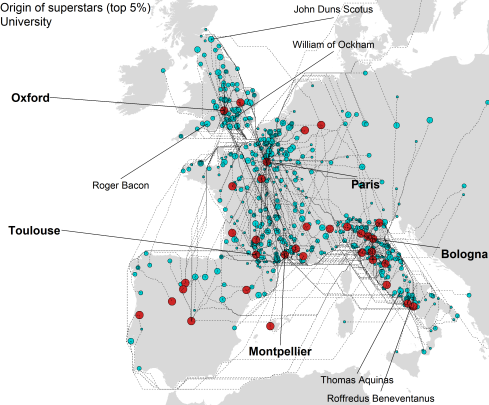 Origin of superstars (top 5%)
University
John Duns Scotus
William of Ockham
Oxford
Roger Bacon
Paris
Toulouse
Bologna
Montpellier
Thomas Aquinas
Roffredus Beneventanus